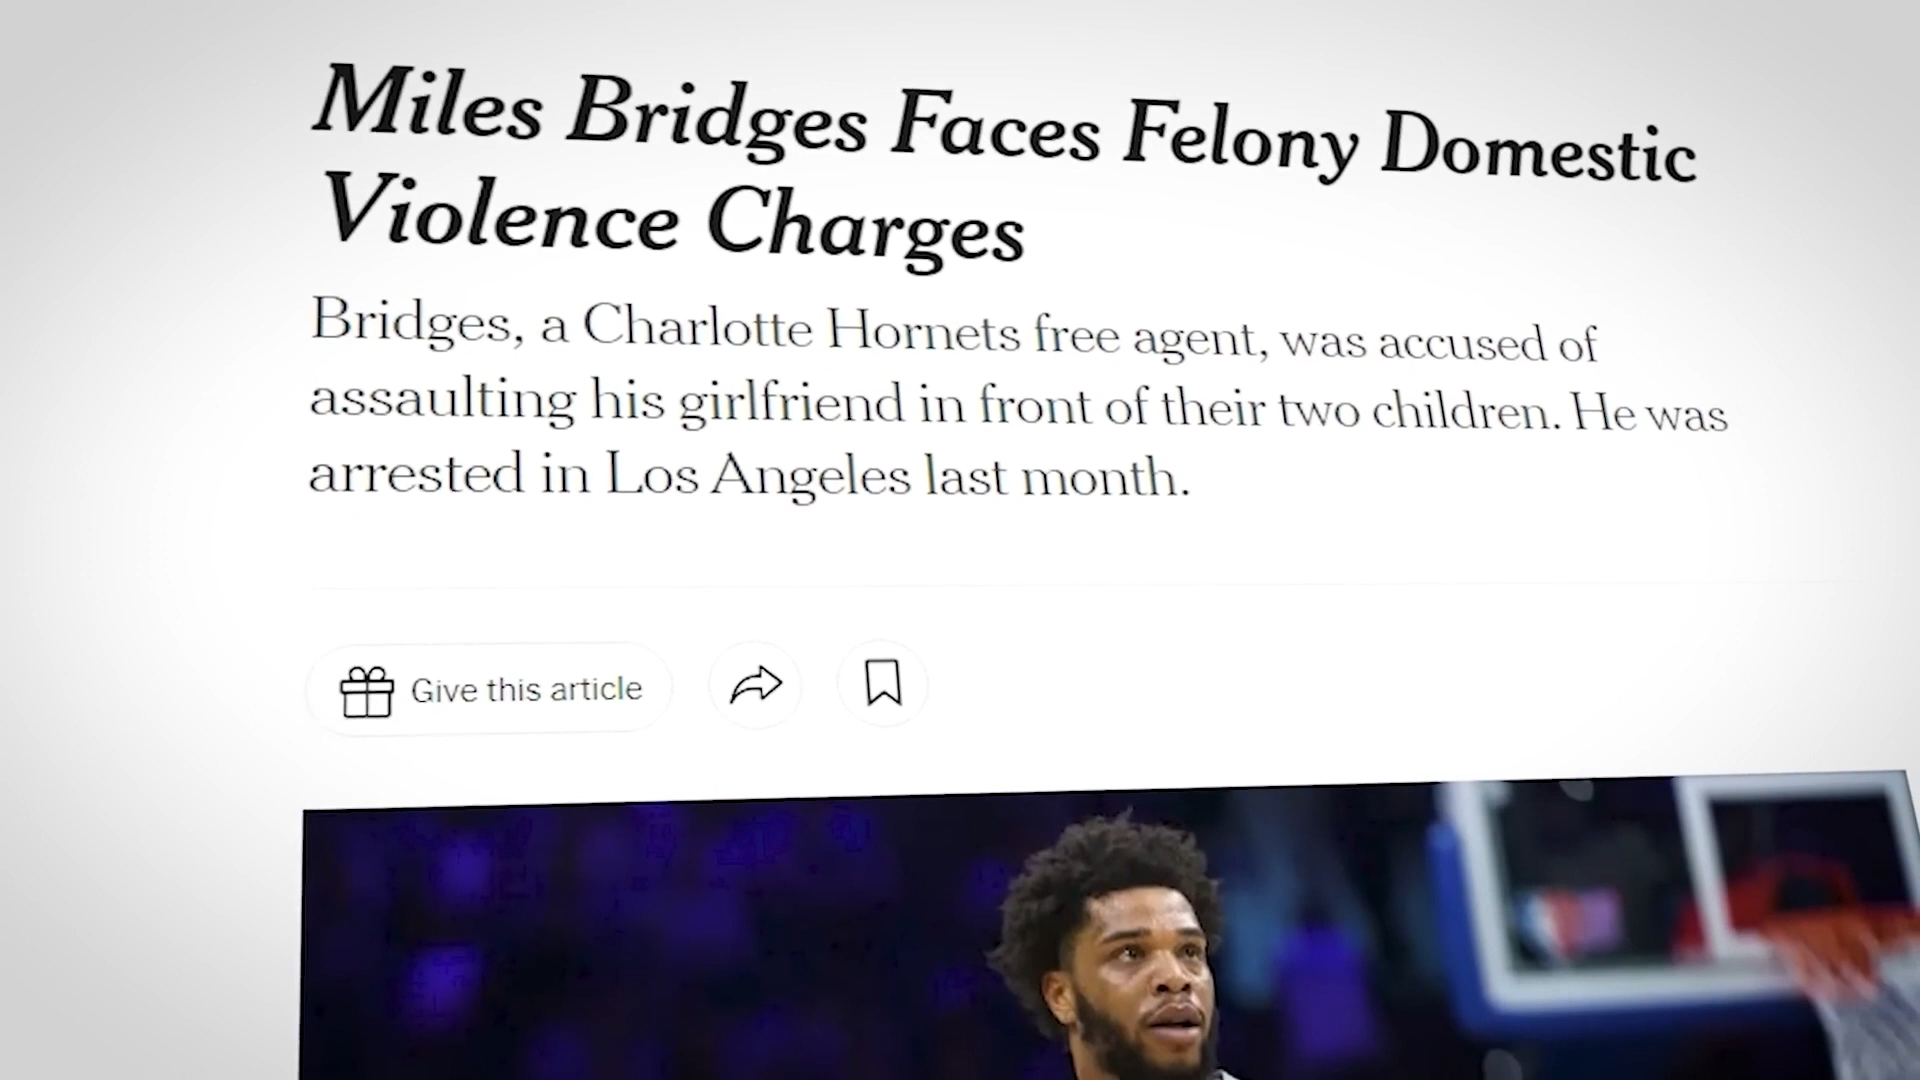 Miles Bridges Faces Felony Domestic
Violence Charges
Bridges, a Charlotte Hornets free agent, was accused of
assaulting his girlfriend in front of their two children. He was
arrested in Los Angeles last month.
Give this article